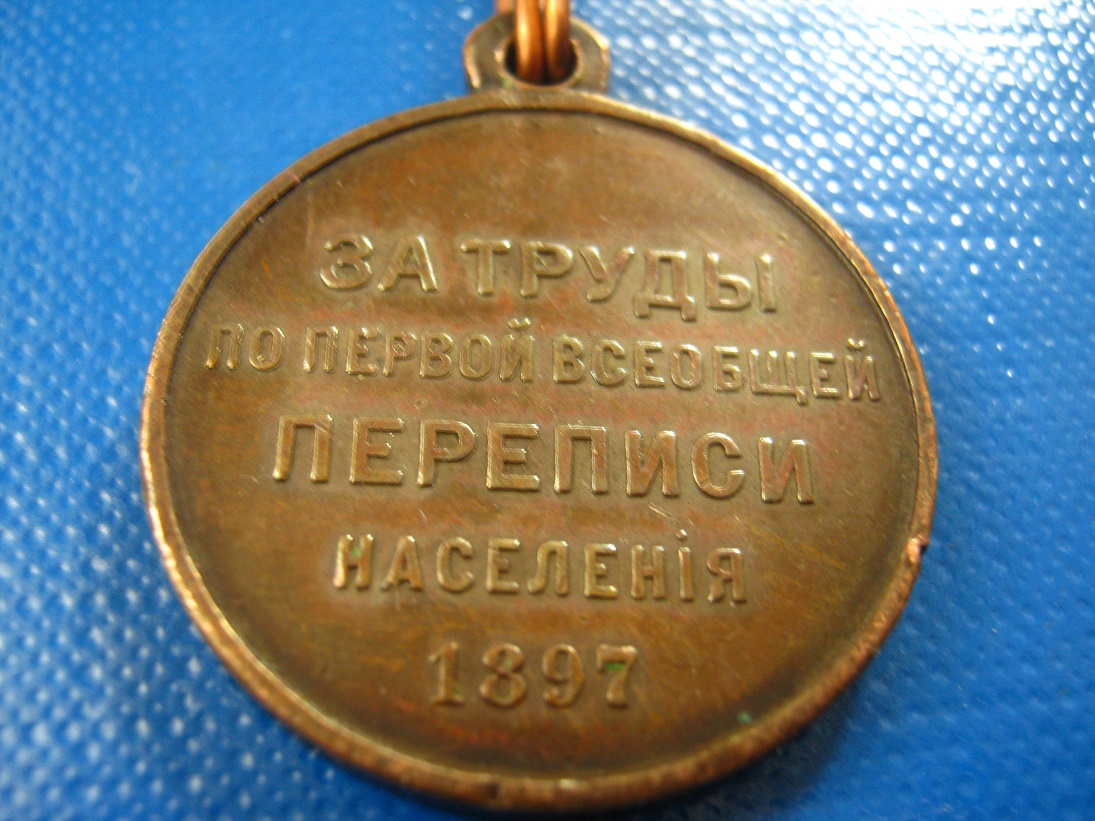 ЗА ТРУДЫ
ПО ПЕРВОЙ ВСЕОБЩЕЙ
ПЕРЕПИСИ
НАСЕЛЕНІЯ
1897